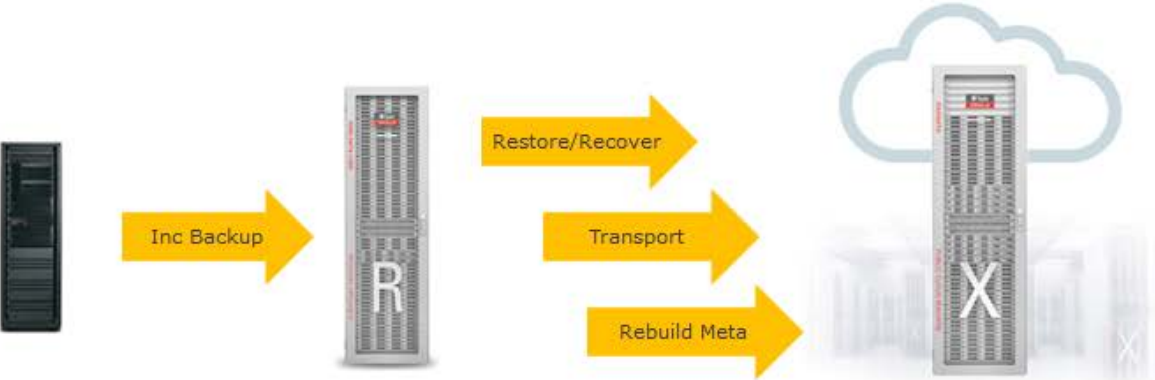 Inc Backup
R
Restore/Recover
Transport
Rebuild Meta
X